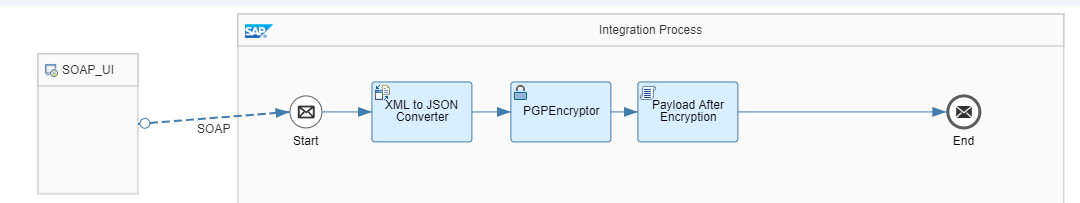 SAP
Integration Process
SOAP_UI
SOAP
Start
XML to JSON
Converter
PGPEncryptor
Payload After
Encryption
End